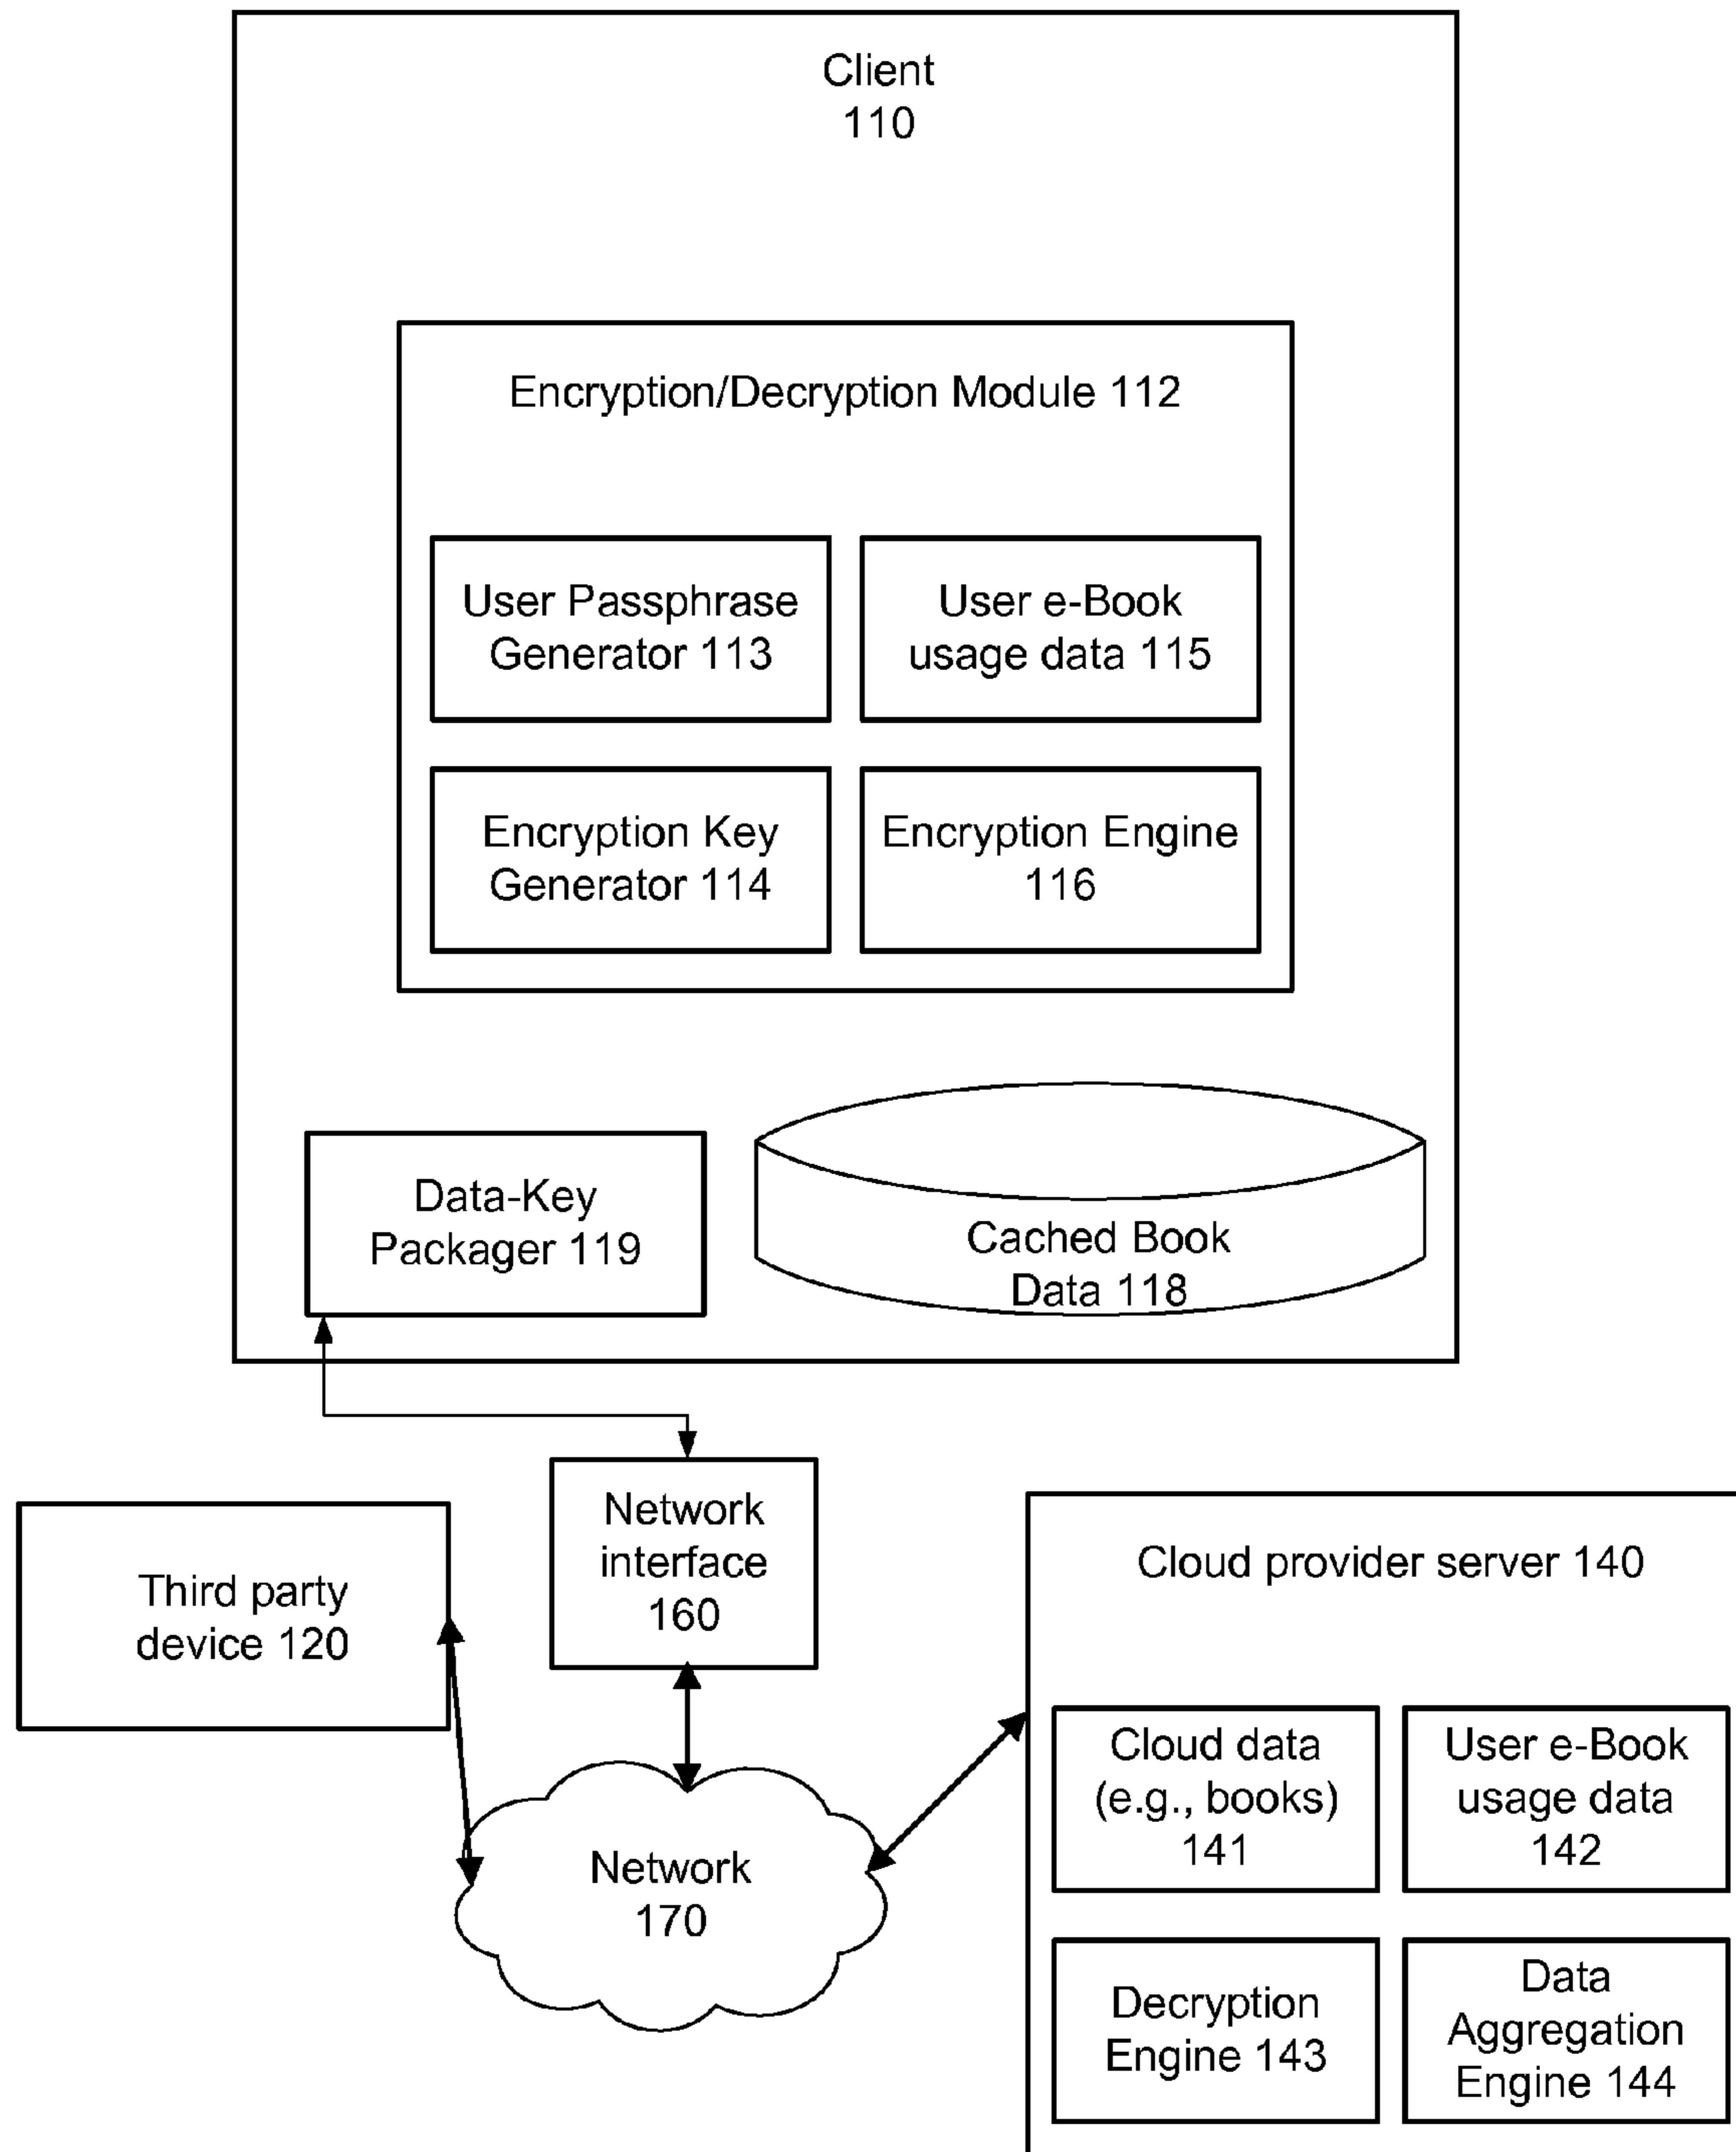 Client
110
Encryption/Decryption Module 112
User Passphrase
Generator 113
User e-Book
usage data 115
Encryption Key
Generator 114
Encryption Engine
116
Data-Key
Packager 119
Cached Book
Data 118
Network
interface
160
Third party
device 120
Cloud provider server 140
Cloud data
(e.g., books)
141
User e-Book
usage data
142
Network
170
Decryption
Engine 143
Data
Aggregation
Engine 144